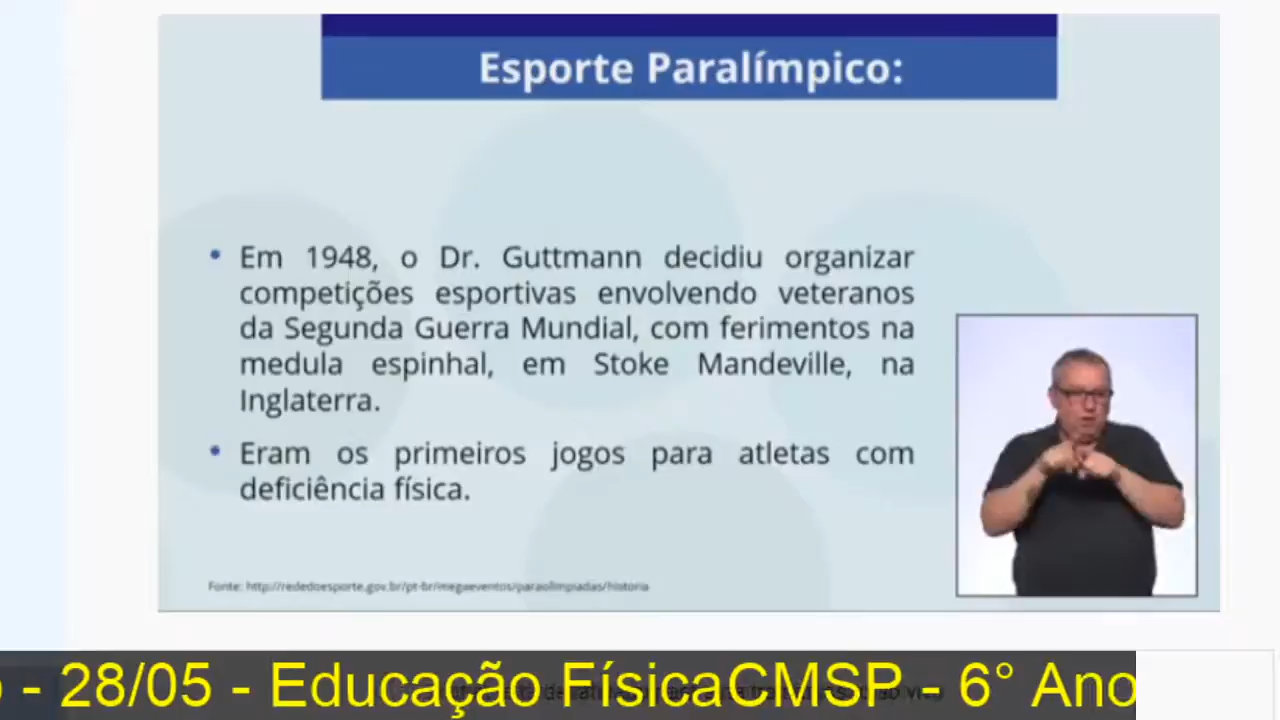 Esporte Paralímpico:
• Em 1948, o Dr. Guttmann decidiu organizar
competições esportivas envolvendo veteranos
da Segunda Guerra Mundial, com ferimentos na
medula espinhal, em Stoke Mandeville, na
Inglaterra.
• Eram os primeiros jogos para atletas com
deficiência física.
Fonte: http://rededoesporte.gov.br/pt-br/megaeventos/paraolimpiadas/historia
- 28/05 - Educação FísicaCMSP - 6° Ano